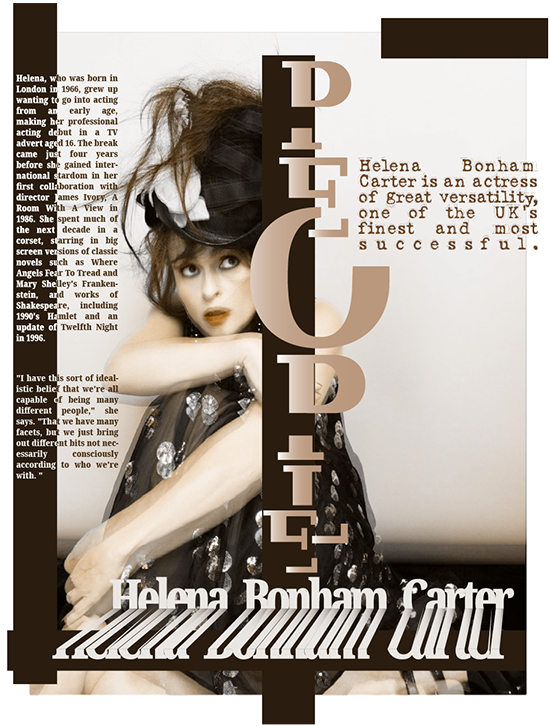 Helena, who was born in
London in 1966, grew up
wanting to go into acting
from an early age,
making her professional
acting debut in a TV
advert aged 16. The break
came just four years
before she gained inter-
national stardom in her
first collaboration with
director James Ivory, A
Room With A View in
1986. She spent much of
the next decade in a
corset, starring in big
screen versions of classic
novels such as Where
Angels Fear To Tread and
Mary Shelley's Franken-
stein, and works of
Shakespeare, including
1990's Hamlet and an
update of Twelfth Night
in 1996.
"I have this sort of ideal-
istic belief that we're all
capable of being many
different people," she
says. "That we have many
facets, but we just bring
out different bits not nec-
essarily consciously
according to who we're
with. "
Helena Bonham
Carter is an actress
of great versatility,
one of the UK's
finest and most
successful.
Helena Bonham Carter